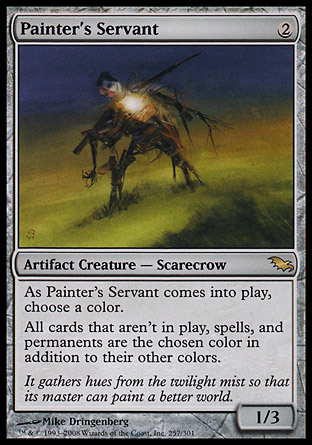 Painter's Servant 2
Artifact Creature — Scarecrow
As Painter's Servant comes into play,
choose a color.
All cards that aren't in play, spells, and
permanents are the chosen color in
addition to their other colors.
It gathers hues from the twilight mist so that
its master can paint a better world.
Mike Dringenberg
™ & © 1993–2008 Wizards of the Coast, Inc. 257/301
1/3